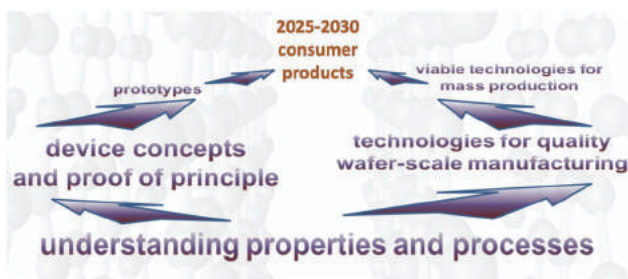 2025-2030
consumer
products
prototypes
viable technologies for
mass production
device concepts
and proof of principle
technologies for quality
wafer-scale manufacturing
understanding properties and processes